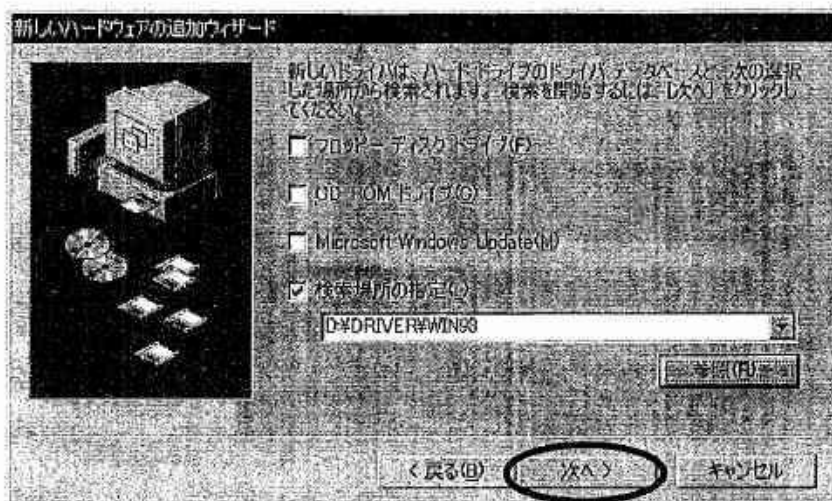 新しいハードウェアの追加ウィザード
新しいドライバは、ハード ドライブのドライバ データベースと、次の選択
した場所から検索されます。検索を開始するには、[次へ] をクリックし
てください。
フロッピー ディスク ドライブ(F)
CD-ROM ドライブ(C)
Microsoft Windows Update(M)
検索場所の指定(L)
D:¥DRIVER¥WIN98
参照(R)...
< 戻る(B)
次へ >
キャンセル